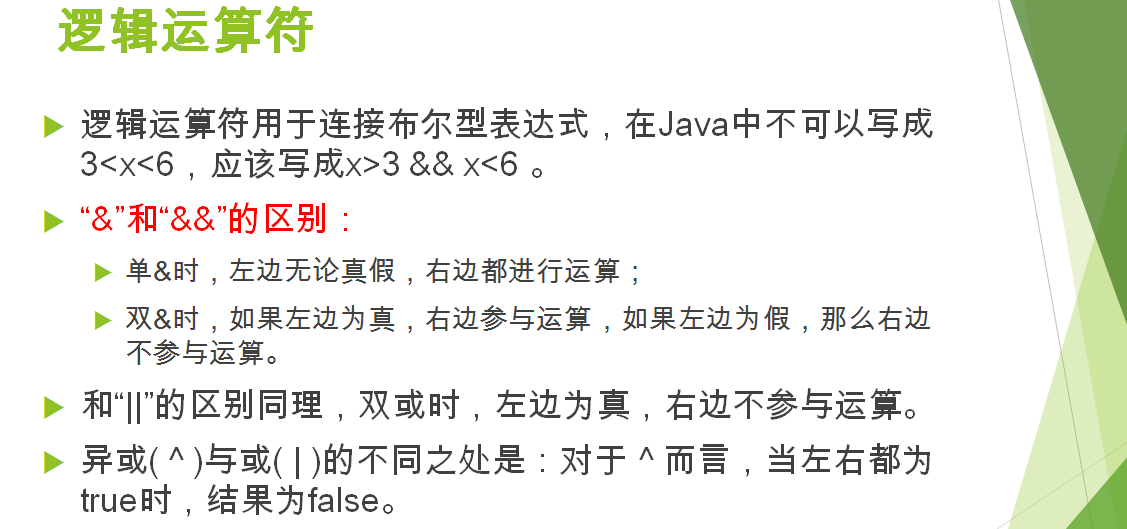 逻辑运算符
逻辑运算符用于连接布尔型表达式，在Java中不可以写成
3<x<6，应该写成x>3 && x<6 。
“&”和“&&”的区别：
单&时，左边无论真假，右边都进行运算；
双&时，如果左边为真，右边参与运算，如果左边为假，那么右边
不参与运算。
和“||”的区别同理，双或时，左边为真，右边不参与运算。
异或( ^ )与或( | )的不同之处是：对于 ^ 而言，当左右都为
true时，结果为false。